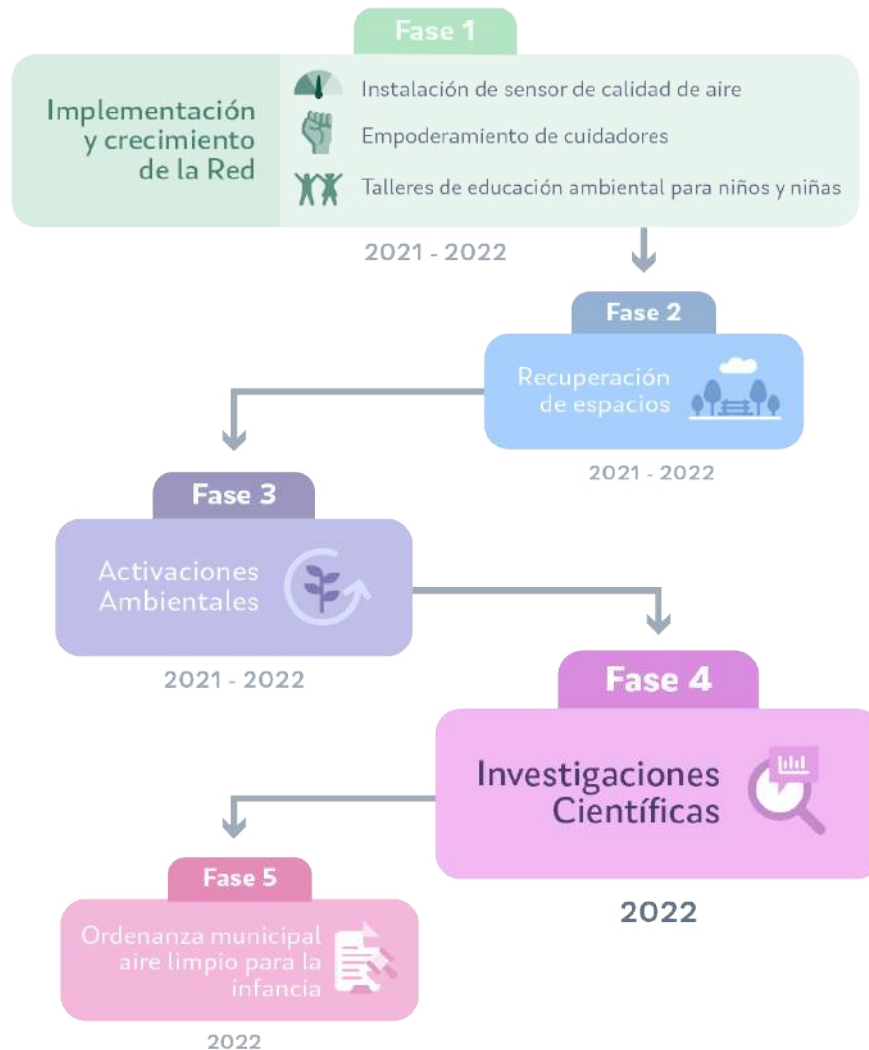 Fase 1
Implementación
y crecimiento
de la Red
Instalación de sensor de calidad de aire
Empoderamiento de cuidadores
Talleres de educación ambiental para niños y niñas
2021 - 2022
Fase 2
Recuperación
de espacios
2021 - 2022
Fase 3
Activaciones
Ambientales
2021 - 2022
Fase 4
Investigaciones
Científicas
2022
Fase 5
Ordenanza municipal
aire limpio para la
infancia
2022